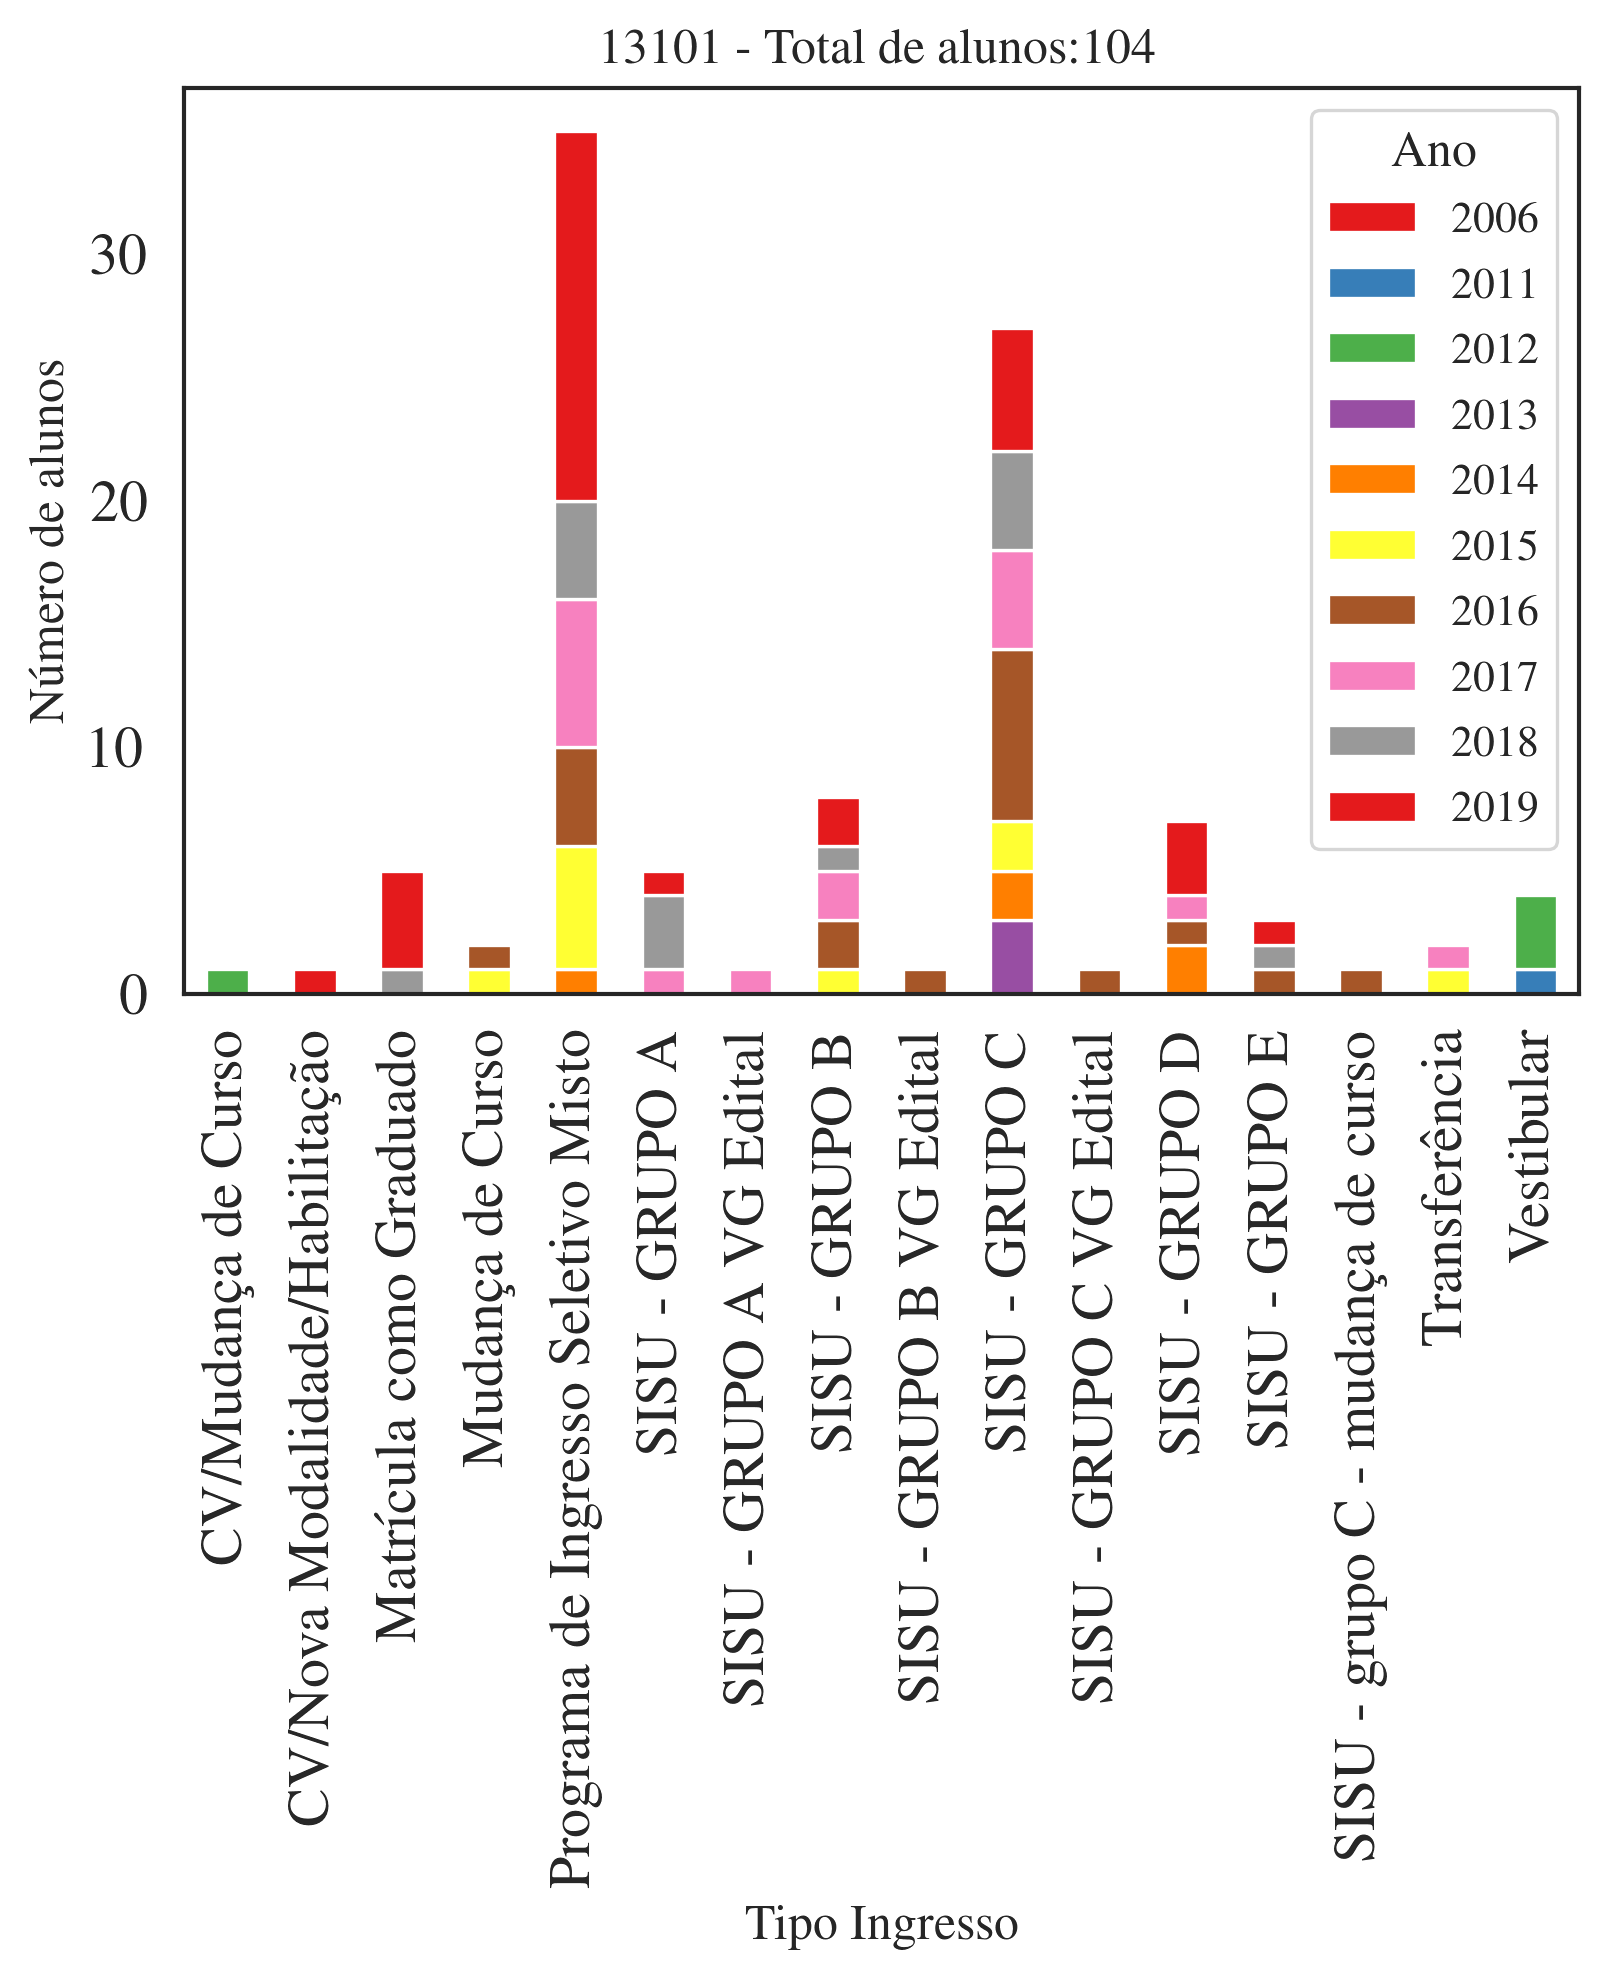 13101 - Total de alunos:104
Número de alunos
30
20
10
0
Ano
2006
2011
2012
2013
2014
2015
2016
2017
2018
2019
CV/Mudança de Curso
CV/Nova Modalidade/Habilitação
Matrícula como Graduado
Mudança de Curso
Programa de Ingresso Seletivo Misto
SISU - GRUPO A
SISU - GRUPO A VG Edital
SISU - GRUPO B
SISU - GRUPO B VG Edital
SISU - GRUPO C
SISU - GRUPO C VG Edital
SISU - GRUPO D
SISU - GRUPO E
SISU - grupo C - mudança de curso
Transferência
Vestibular
Tipo Ingresso